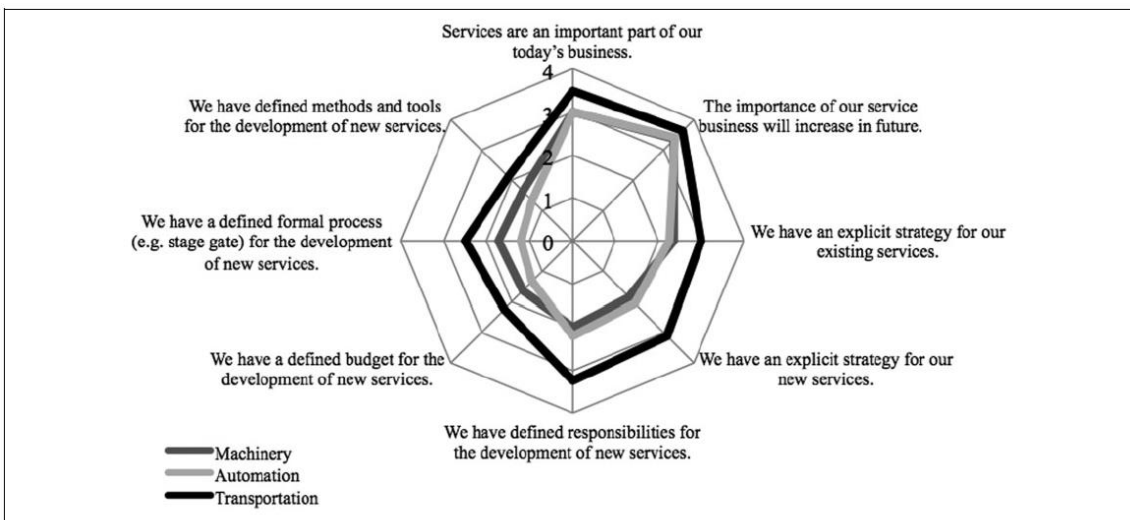 Services are an important part of our
today's business.
4
We have defined methods and tools
for the development of new services.
The importance of our service
business will increase in future.
3
2
1
We have a defined formal process
(e.g. stage gate) for the development
of new services.
0
We have an explicit strategy for our
existing services.
We have a defined budget for the
development of new services.
We have an explicit strategy for our
new services.
We have defined responsibilities for
the development of new services.
Machinery
Automation
Transportation